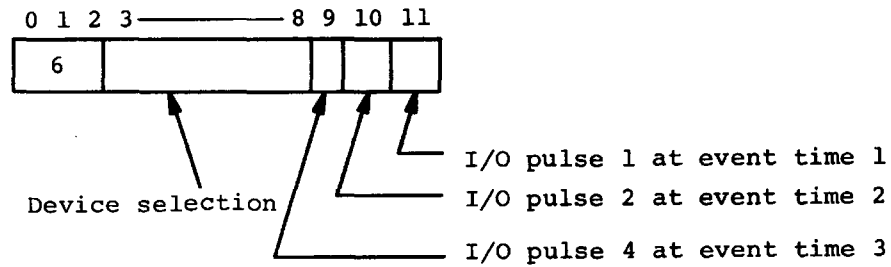 0 1 2 3 8 9 10 11
6
I/O pulse 1 at event time 1
Device selection
I/O pulse 2 at event time 2
I/O pulse 4 at event time 3